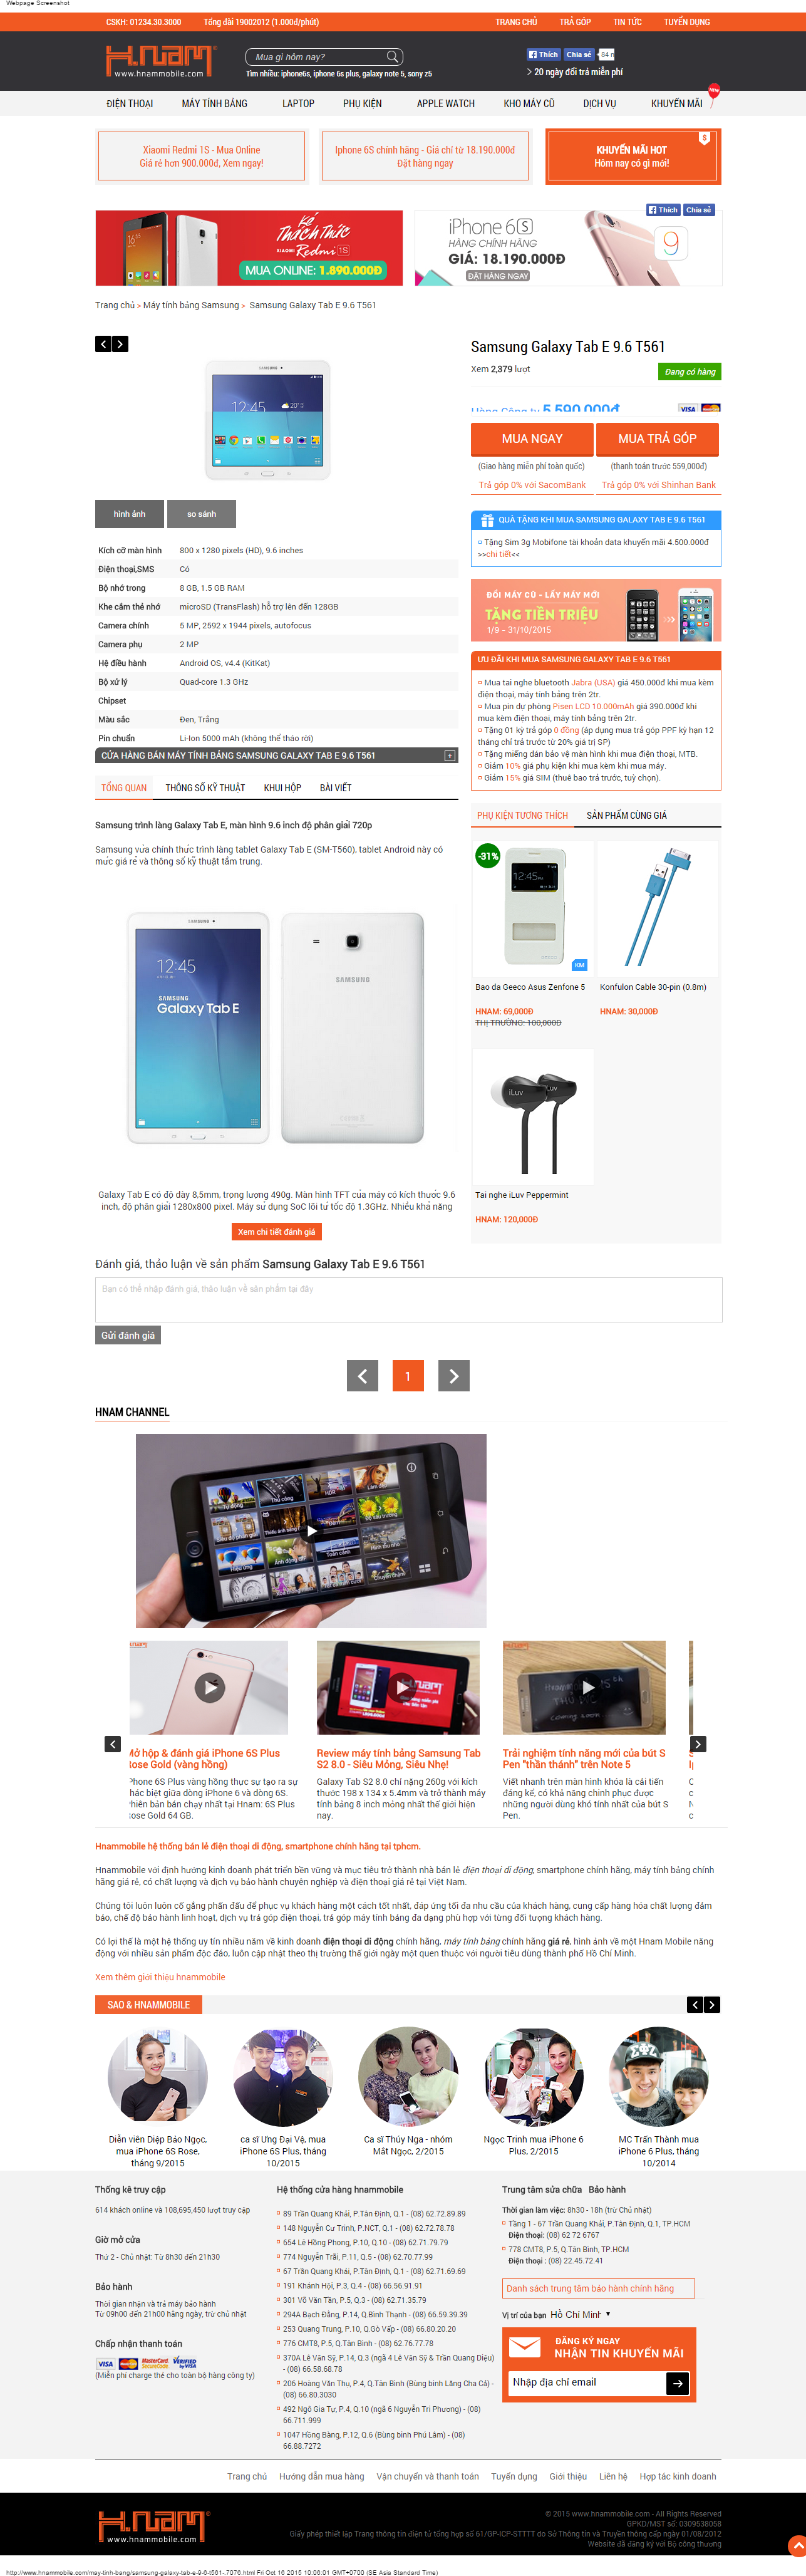 Webpage Screenshot
CSKH: 01234.30.3000 Tổng đài 19002012 (1.000đ/phút) TRANG CHỦ TRẢ GÓP TIN TỨC TUYỂN DỤNG
HNAM www.hnammobile.com
Mua gì hôm nay?
Tìm nhiều: iphone6s, iphone 6s plus, galaxy note 5, sony z5
Thích Chia sẻ
> 20 ngày đổi trả miễn phí
ĐIỆN THOẠI MÁY TÍNH BẢNG LAPTOP PHỤ KIỆN APPLE WATCH KHO MÁY CŨ DỊCH VỤ KHUYẾN MÃI
Xiaomi Redmi 1S - Mua Online
Giá rẻ hơn 900.000đ, Xem ngay!
Iphone 6S chính hãng - Giá chỉ từ 18.190.000đ
Đặt hàng ngay
KHUYẾN MÃI HOT
Hôm nay có gì mới!
Kẻ Thách Thức
XIAOMI Redmi 1S
MUA ONLINE: 1.890.000Đ
Thích Chia sẻ
iPhone 6S
HÀNG CHÍNH HÃNG
GIÁ: 18.190.000Đ
ĐẶT HÀNG NGAY
Trang chủ > Máy tính bảng Samsung > Samsung Galaxy Tab E 9.6 T561
Samsung Galaxy Tab E 9.6 T561
Xem 2,379 lượt
Đang có hàng
Hàng Công ty 5,590,000đ
MUA NGAY
MUA TRẢ GÓP
(Giao hàng miễn phí toàn quốc)
(thanh toán trước 559,000đ)
Trả góp 0% với SacomBank
Trả góp 0% với Shinhan Bank
hình ảnh
so sánh
Kích cỡ màn hình 800 x 1280 pixels (HD), 9.6 inches
Điện thoại,SMS Có
Bộ nhớ trong 8 GB, 1.5 GB RAM
Khe cắm thẻ nhớ microSD (TransFlash) hỗ trợ lên đến 128GB
Camera chính 5 MP, 2592 x 1944 pixels, autofocus
Camera phụ 2 MP
Hệ điều hành Android OS, v4.4 (KitKat)
Bộ xử lý Quad-core 1.3 GHz
Chipset
Màu sắc Đen, Trắng
Pin chuẩn Li-Ion 5000 mAh (không thể tháo rời)
CỬA HÀNG BÁN MÁY TÍNH BẢNG SAMSUNG GALAXY TAB E 9.6 T561
QUÀ TẶNG KHI MUA SAMSUNG GALAXY TAB E 9.6 T561
Tặng Sim 3g Mobifone tài khoản data khuyến mãi 4.500.000đ
>>chi tiết<<
ĐỔI MÁY CŨ - LẤY MÁY MỚI
TẶNG TIỀN TRIỆU
1/9 - 31/10/2015
ƯU ĐÃI KHI MUA SAMSUNG GALAXY TAB E 9.6 T561
Mua tai nghe bluetooth Jabra (USA) giá 450.000đ khi mua kèm
điện thoại, máy tính bảng trên 2tr.
Mua pin dự phòng Pisen LCD 10.000mAh giá 390.000đ khi
mua kèm điện thoại, máy tính bảng trên 2tr.
Tặng 01 kỳ trả góp 0 đồng (áp dụng mua trả góp PPF kỳ hạn 12
tháng chỉ trả trước từ 20% giá trị SP)
Tặng miếng dán bảo vệ màn hình khi mua điện thoại, MTB.
Giảm 10% giá phụ kiện khi mua kèm khi mua máy.
Giảm 15% giá SIM (thuê bao trả trước, tuỳ chọn).
TỔNG QUAN THÔNG SỐ KỸ THUẬT KHUI HỘP BÀI VIẾT
Samsung trình làng Galaxy Tab E, màn hình 9.6 inch độ phân giải 720p
Samsung vừa chính thức trình làng tablet Galaxy Tab E (SM-T560), tablet Android này có
mức giá rẻ và thông số kỹ thuật tầm trung.
12:45
SAMSUNG
Galaxy Tab E
SAMSUNG
Galaxy Tab E có độ dày 8,5mm, trọng lượng 490g. Màn hình TFT của máy có kích thước 9.6
inch, độ phân giải 1280x800 pixel. Máy sử dụng SoC lõi tứ tốc độ 1.3GHz. Nhiều khả năng
Xem chi tiết đánh giá
PHỤ KIỆN TƯƠNG THÍCH SẢN PHẨM CÙNG GIÁ
-31%
KM
Bao da Geeco Asus Zenfone 5
HNAM: 69,000Đ
THỊ TRƯỜNG: 100,000Đ
Konfulon Cable 30-pin (0.8m)
HNAM: 30,000Đ
iLuv
Tai nghe iLuv Peppermint
HNAM: 120,000Đ
Đánh giá, thảo luận về sản phẩm Samsung Galaxy Tab E 9.6 T561
Ban có thể nhập đánh giá, thảo luận về sản phẩm tại đây
Gửi đánh giá
1
HNAM CHANNEL
Mở hộp & đánh giá iPhone 6S Plus
Rose Gold (vàng hồng)
iPhone 6S Plus vàng hồng thực sự tạo ra sự
khác biệt giữa dòng iPhone 6 và dòng 6S.
Phiên bản bán chạy nhất tại Hnam: 6S Plus
Rose Gold 64 GB.
Review máy tính bảng Samsung Tab
S2 8.0 - Siêu Mỏng, Siêu Nhẹ!
Galaxy Tab S2 8.0 chỉ nặng 260g với kích
thước 198 x 134 x 5.4mm và trở thành máy
tính bảng 8 inch mỏng nhất thế giới hiện
nay.
Trải nghiệm tính năng mới của bút S
Pen "thần thánh" trên Note 5
Viết nhanh trên màn hình khóa là cải tiến
đáng kể, có khả năng chinh phục được
những người dùng khó tính nhất của bút S
Pen.
Hnammobile hệ thống bán lẻ điện thoại di động, smartphone chính hãng tại tphcm.
Hnammobile với định hướng kinh doanh phát triển bền vững và mục tiêu trở thành nhà bán lẻ điện thoại di động, smartphone chính hãng, máy tính bảng chính
hãng giá rẻ, có chất lượng và dịch vụ bảo hành chuyên nghiệp và điện thoại giá rẻ tại Việt Nam.
Chúng tôi luôn luôn cố gắng phấn đấu để phục vụ khách hàng một cách tốt nhất, đáp ứng tối đa nhu cầu của khách hàng, cung cấp hàng hóa chất lượng đảm
bảo, chế độ bảo hành linh hoạt, dịch vụ trả góp điện thoại, trả góp máy tính bảng đa dạng phù hợp với từng đối tượng khách hàng.
Có lợi thế là một hệ thống uy tín nhiều năm về kinh doanh điện thoại di động chính hãng, máy tính bảng chính hãng giá rẻ, hình ảnh về một Hnam Mobile năng
động với nhiều sản phẩm độc đáo, luôn cập nhật theo thị trường thế giới ngày một quen thuộc với người tiêu dùng thành phố Hồ Chí Minh.
Xem thêm giới thiệu hnammobile
SAO & HNAMMOBILE
Diễn viên Diệp Bảo Ngọc,
mua iPhone 6S Rose,
tháng 9/2015
ca sĩ Ưng Đại Vệ, mua
iPhone 6S Plus, tháng
10/2015
Ca sĩ Thúy Nga - nhóm
Mắt Ngọc, 2/2015
Ngọc Trinh mua iPhone 6
Plus, 2/2015
MC Trấn Thành mua
iPhone 6 Plus, tháng
10/2014
Thống kê truy cập
614 khách online và 108,695,450 lượt truy cập
Giờ mở cửa
Thứ 2 - Chủ nhật: Từ 8h30 đến 21h30
Bảo hành
Thời gian nhận và trả máy bảo hành
Từ 09h00 đến 21h00 hằng ngày, trừ chủ nhật
Chấp nhận thanh toán
(Miễn phí charge thẻ cho toàn bộ hàng công ty)
Hệ thống cửa hàng hnammobile
89 Trần Quang Khải, P.Tân Định, Q.1 - (08) 62.72.89.89
148 Nguyễn Cư Trinh, P.NCT, Q.1 - (08) 62.72.78.78
654 Lê Hồng Phong, P.10, Q.10 - (08) 62.71.79.79
774 Nguyễn Trãi, P.11, Q.5 - (08) 62.70.77.99
67 Trần Quang Khải, P.Tân Định, Q.1 - (08) 62.71.69.69
191 Khánh Hội, P.3, Q.4 - (08) 66.56.91.91
301 Võ Văn Tần, P.5, Q.3 - (08) 62.71.35.79
294A Bạch Đằng, P.14, Q.Bình Thạnh - (08) 66.59.39.39
253 Quang Trung, P.10, Q.Gò Vấp - (08) 66.80.20.20
776 CMT8, P.5, Q.Tân Bình - (08) 62.76.77.78
370A Lê Văn Sỹ, P.14, Q.3 (ngã 4 Lê Văn Sỹ & Trần Quang Diệu)
- (08) 66.58.68.78
206 Hoàng Văn Thụ, P.4, Q.Tân Bình (Bùng binh Lăng Cha Cả) -
(08) 66.80.3030
492 Ngô Gia Tự, P.4, Q.10 (ngã 6 Nguyễn Tri Phương) - (08)
66.711.999
1047 Hồng Bàng, P.12, Q.6 (Bùng binh Phú Lâm) - (08)
66.88.7272
Trung tâm sửa chữa Bảo hành
Thời gian làm việc: 8h30 - 18h (trừ Chủ nhật)
Tầng 1 - 67 Trần Quang Khải, P.Tân Định, Q.1, TP.HCM
Điện thoại: (08) 62 72 6767
778 CMT8, P.5, Q.Tân Bình, TP.HCM
Điện thoại : (08) 22.45.72.41
Danh sách trung tâm bảo hành chính hãng
Vị trí của bạn Hồ Chí Minh
ĐĂNG KÝ NGAY
NHẬN TIN KHUYẾN MÃI
Nhập địa chỉ email
Trang chủ Hướng dẫn mua hàng Vận chuyển và thanh toán Tuyển dụng Giới thiệu Liên hệ Hợp tác kinh doanh
HNAM www.hnammobile.com
© 2015 www.hnammobile.com - All Rights Reserved
GPKD/MST số: 0309538058
Giấy phép thiết lập Trang thông tin điện tử tổng hợp số 61/GP-ICP-STTTT do Sở Thông tin và Truyền thông cấp ngày 01/08/2012
Website đã đăng ký với Bộ công thương
http://www.hnammobile.com/may-tinh-bang/samsung-galaxy-tab-e-9-6-t561-.7076.html Fri Oct 16 2015 10:06:01 GMT+0700 (SE Asia Standard Time)